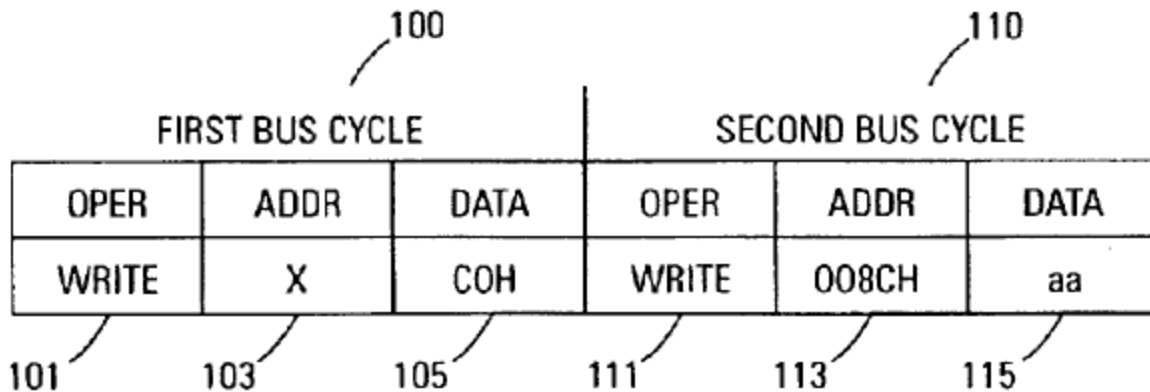 100 110
FIRST BUS CYCLE SECOND BUS CYCLE
OPER ADDR DATA OPER ADDR DATA
WRITE X COH WRITE 008CH aa
101 103 105 111 113 115